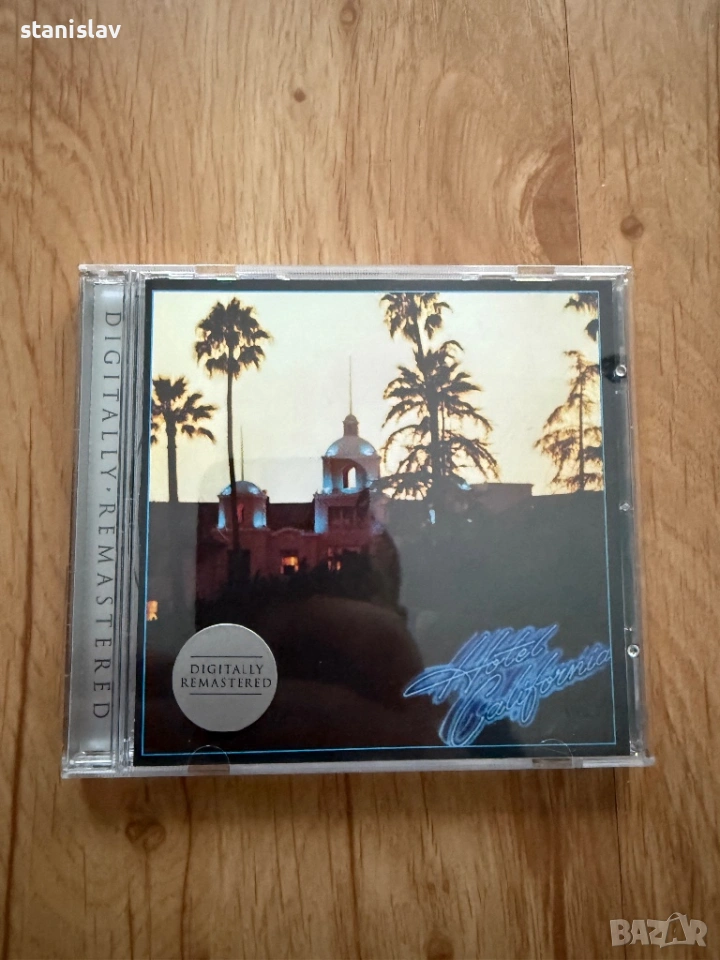 stanislav
DIGITALLY · REMASTERED
DIGITALLY
REMASTERED
Hotel
California
BAZAR